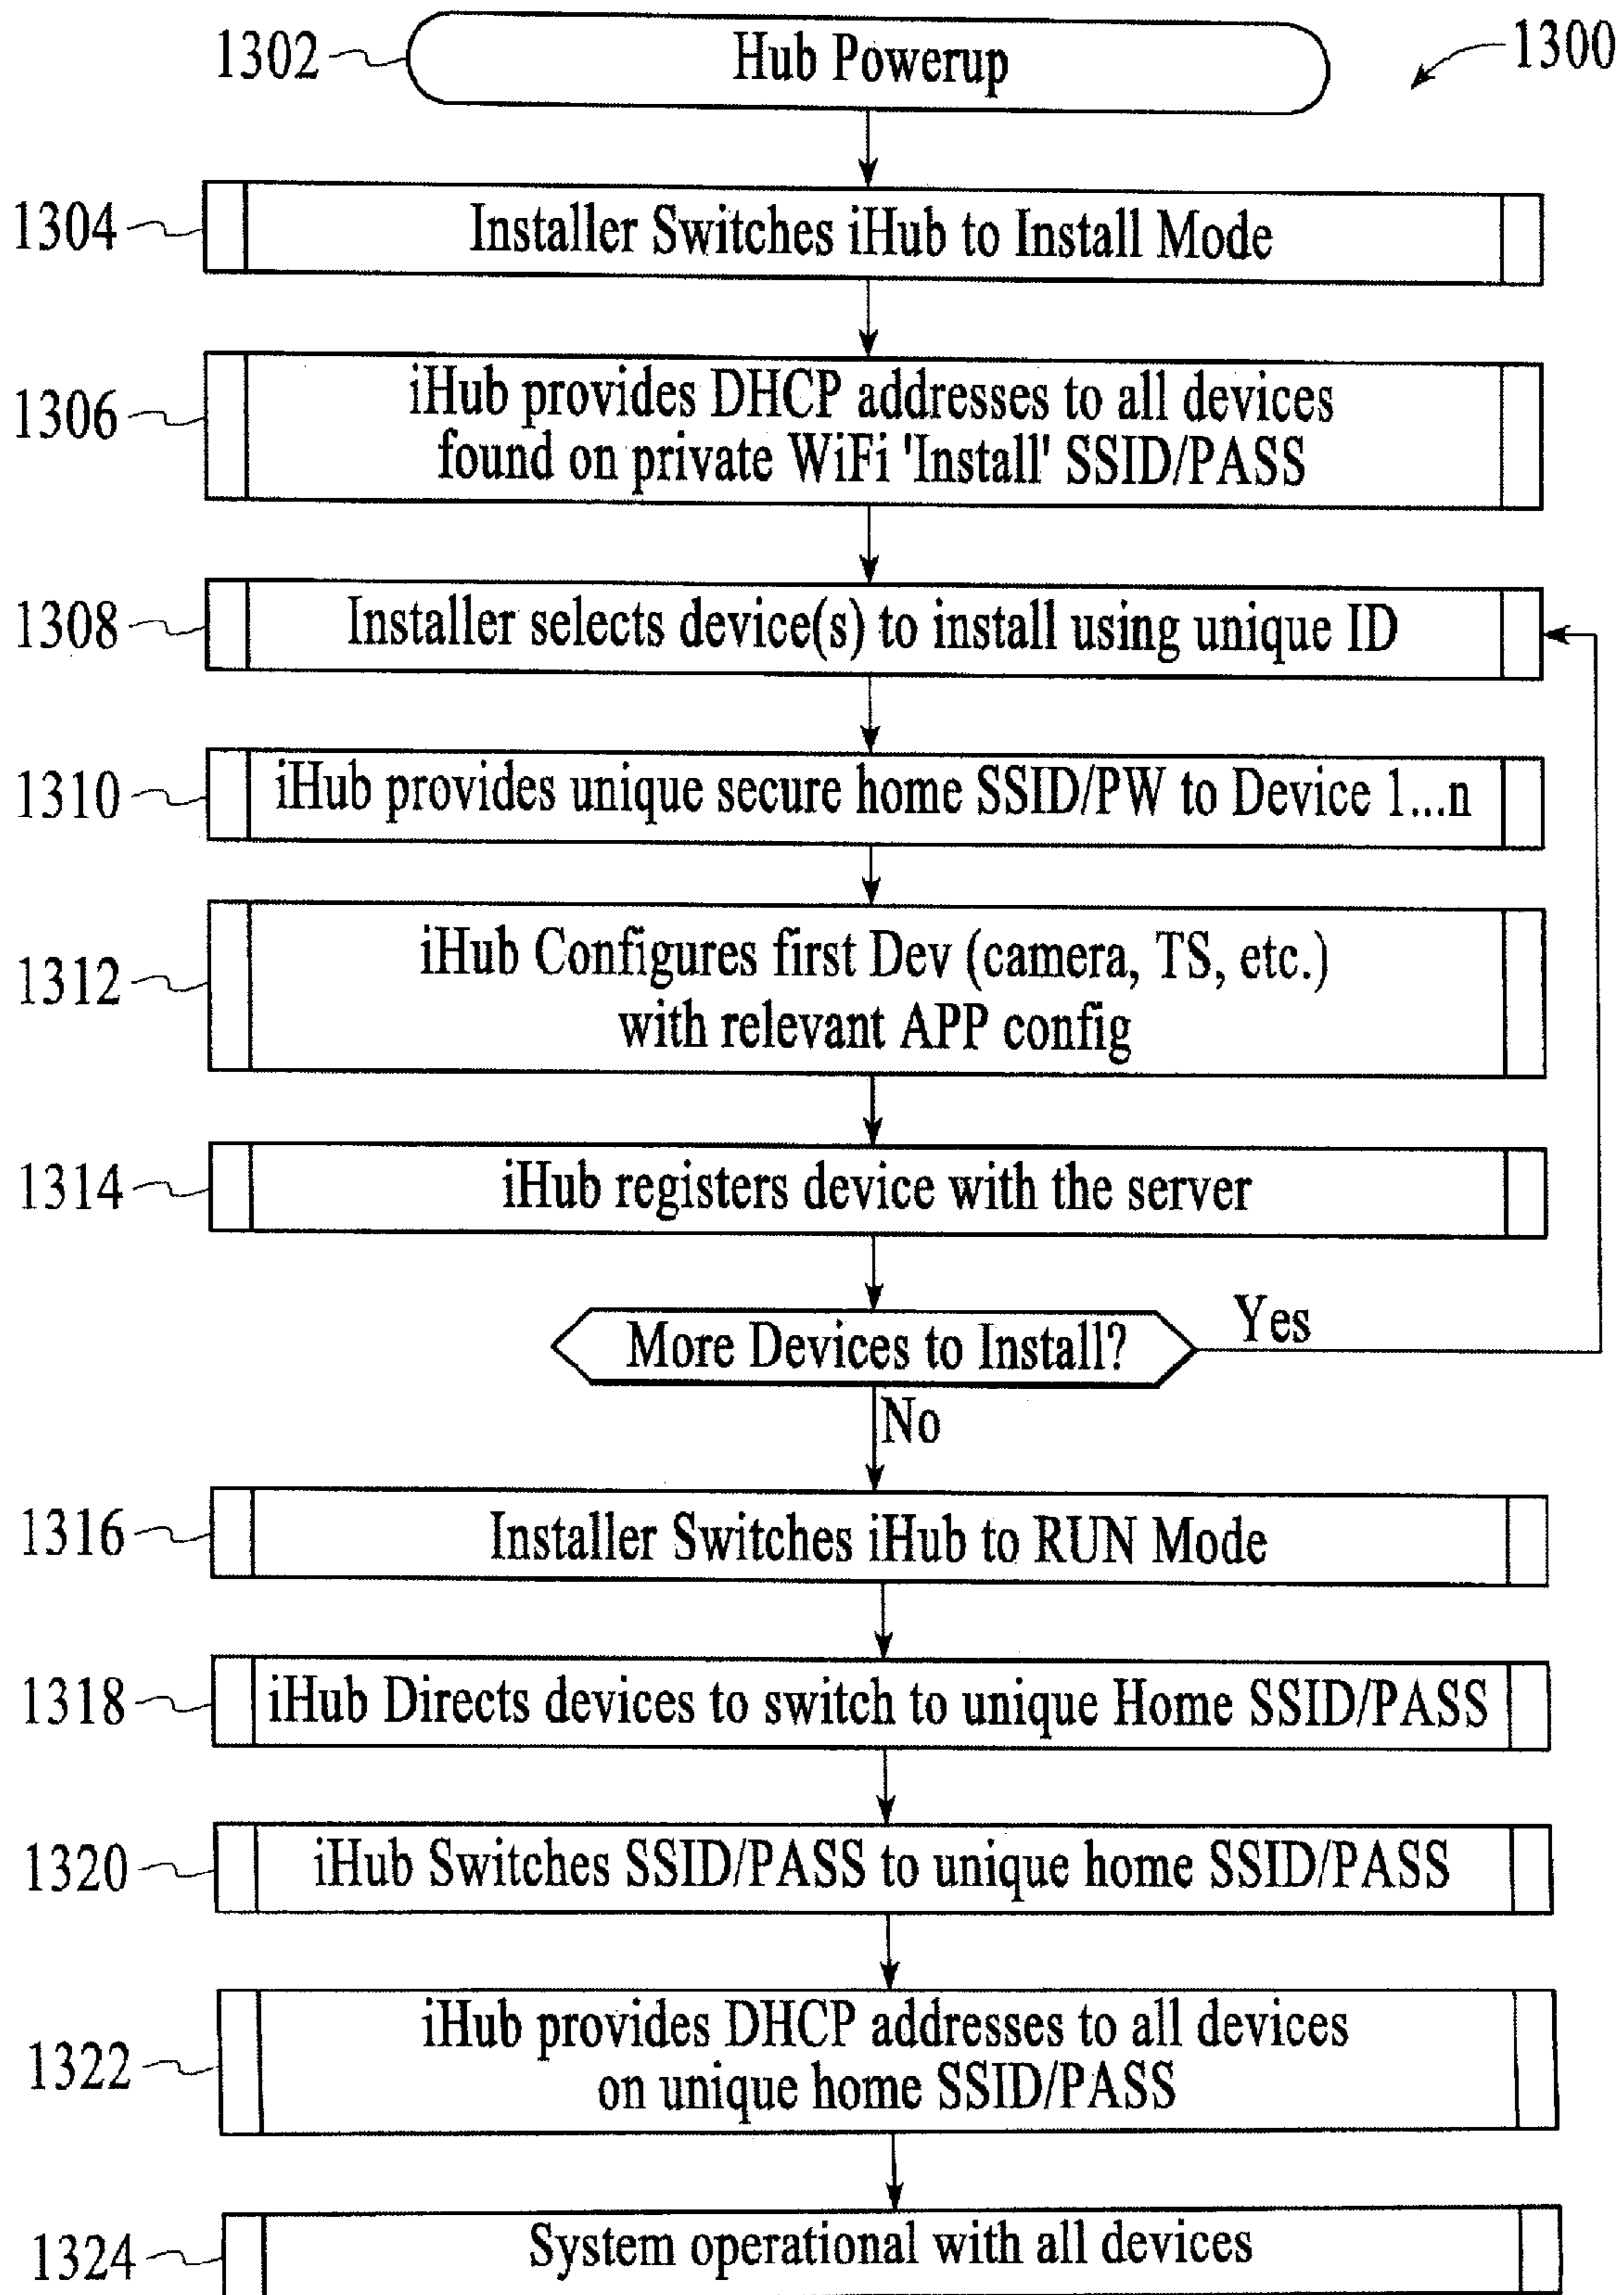 1302
Hub Powerup
1300
1304
Installer Switches iHub to Install Mode
1306
iHub provides DHCP addresses to all devices
found on private WiFi 'Install' SSID/PASS
1308
Installer selects device(s) to install using unique ID
1310
iHub provides unique secure home SSID/PW to Device 1...n
1312
iHub Configures first Dev (camera, TS, etc.)
with relevant APP config
1314
iHub registers device with the server
More Devices to Install?
Yes
No
1316
Installer Switches iHub to RUN Mode
1318
iHub Directs devices to switch to unique Home SSID/PASS
1320
iHub Switches SSID/PASS to unique home SSID/PASS
1322
iHub provides DHCP addresses to all devices
on unique home SSID/PASS
1324
System operational with all devices